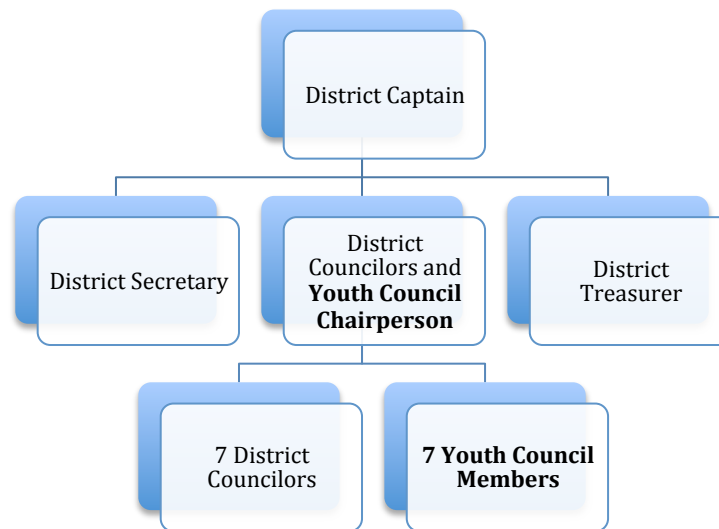 District Captain
District Secretary
District
Councilors and
Youth Council
Chairperson
District
Treasurer
7 District
Councilors
7 Youth Council
Members